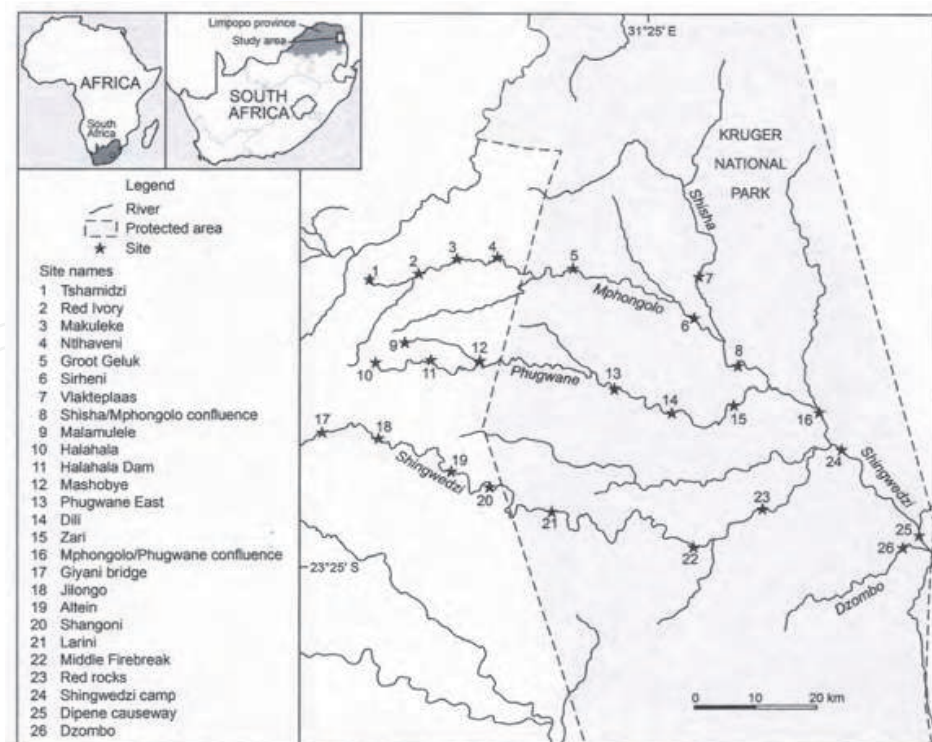 AFRICA
South
Africa
Limpopo province
Study area
SOUTH
AFRICA
Legend
River
Protected area
Site
Site names
1 Tshamidzi
2 Red Ivory
3 Makuleke
4 Ntlhaveni
5 Groot Geluk
6 Sirheni
7 Vlakteplaas
8 Shisha/Mphongolo confluence
9 Malamulele
10 Halahala
11 Halahala Dam
12 Mashobye
13 Phugwane East
14 Dili
15 Zari
16 Mphongolo/Phugwane confluence
17 Giyani bridge
18 Jilongo
19 Altein
20 Shangoni
21 Larini
22 Middle Firebreak
23 Red rocks
24 Shingwedzi camp
25 Dipene causeway
26 Dzombo
31°25' E
KRUGER
NATIONAL
PARK
Shisha
1
2
3
4
5
Mphongolo
6
7
8
9
10
11
12
Phugwane
13
14
15
16
17
18
Shingwedzi
19
20
21
22
23
24
Shingwedzi
25
26
Dzombo
23°25' S
0 10 20 km